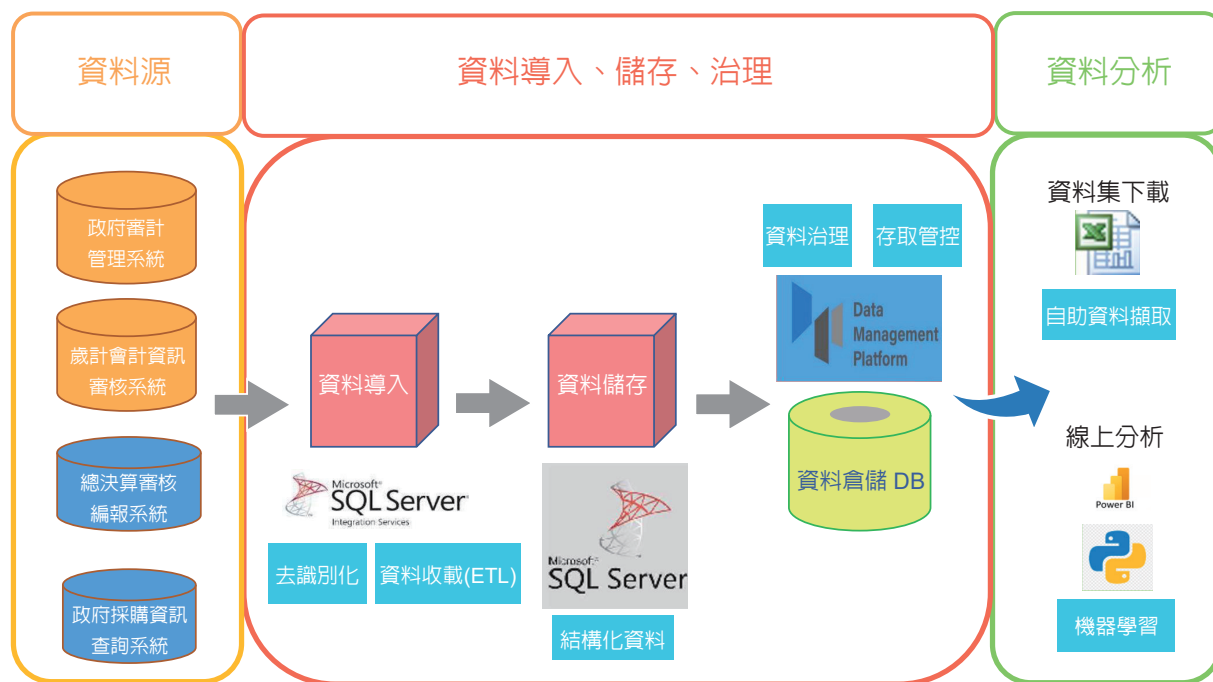 資料源
資料導入、儲存、治理
資料分析
政府審計
管理系統
歲計會計資訊
審核系統
總決算審核
編報系統
政府採購資訊
查詢系統
資料導入
Microsoft®
SQL Server®
Integration Services
去識別化
資料收載(ETL)
資料儲存
Microsoft®
SQL Server
結構化資料
資料治理
存取管控
Data
Management
Platform
資料倉儲 DB
資料集下載
自助資料擷取
線上分析
Power BI
機器學習